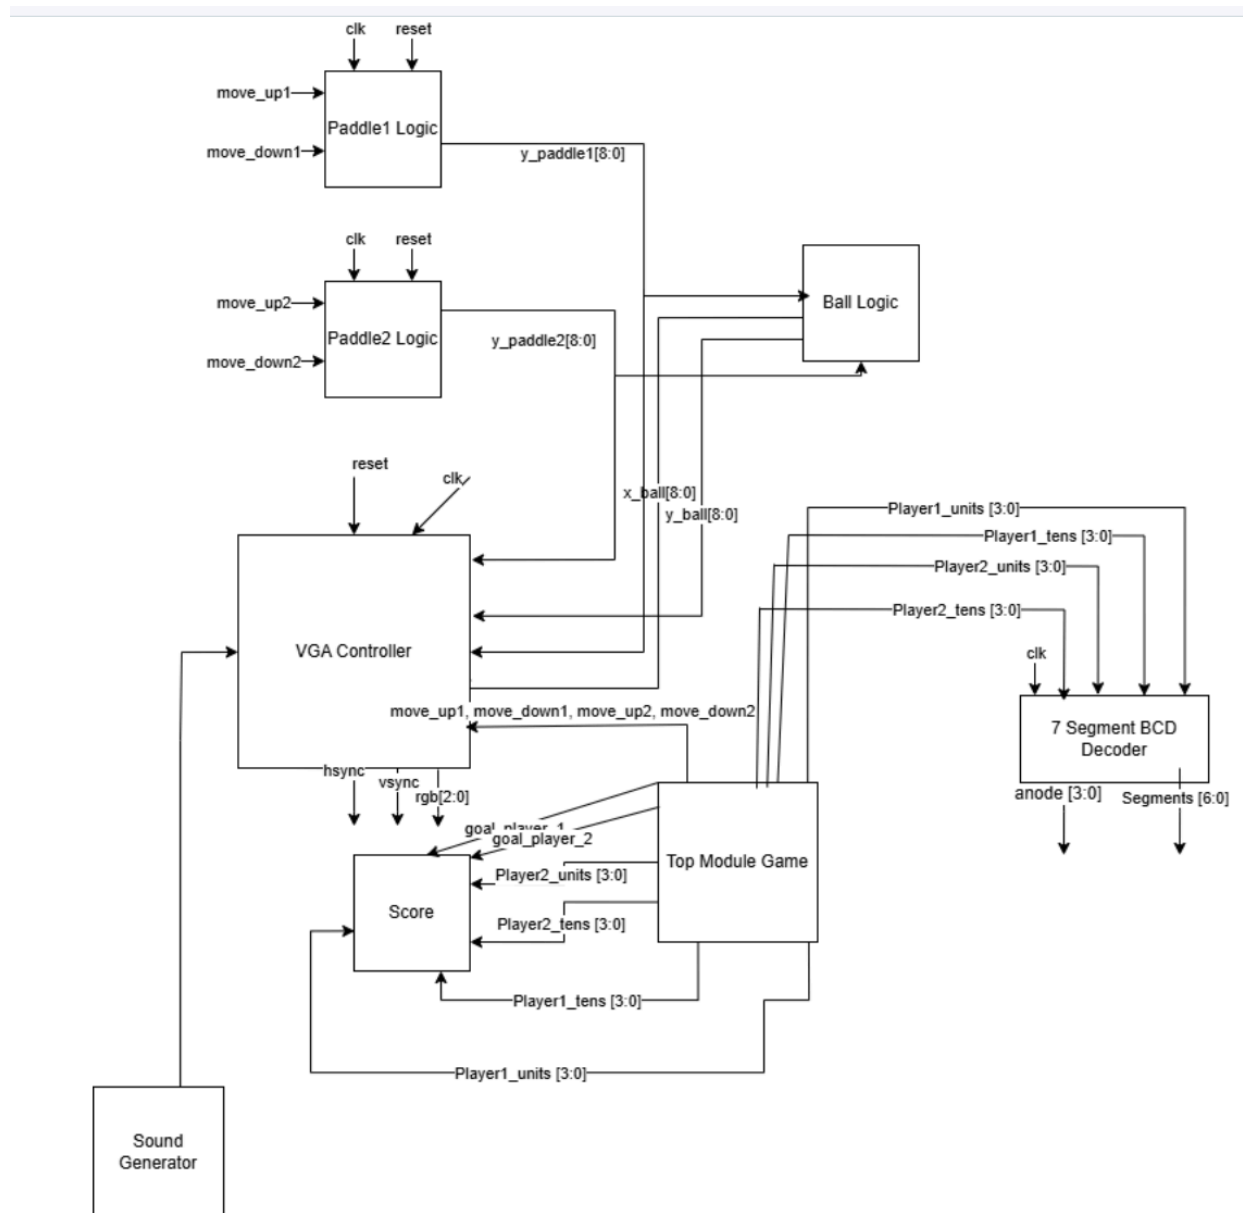 clk
reset
move_up1
Paddle1 Logic
move_down1
y_paddle1[8:0]
clk
reset
move_up2
Ball Logic
Paddle2 Logic
y_paddle2[8:0]
move_down2
reset
clk
x_ball[8:0]
y_ball[8:0]
Player1_units [3:0]
Player1_tens [3:0]
Player2_units [3:0]
Player2_tens [3:0]
clk
VGA Controller
move_up1, move_down1, move_up2, move_down2
7 Segment BCD
Decoder
hsync
vsync
rgb[2:0]
anode [3:0]
Segments [6:0]
goal_player_1
goal_player_2
Top Module Game
Player2_units [3:0]
Score
Player2_tens [3:0]
Player1_tens [3:0]
Player1_units [3:0]
Sound
Generator